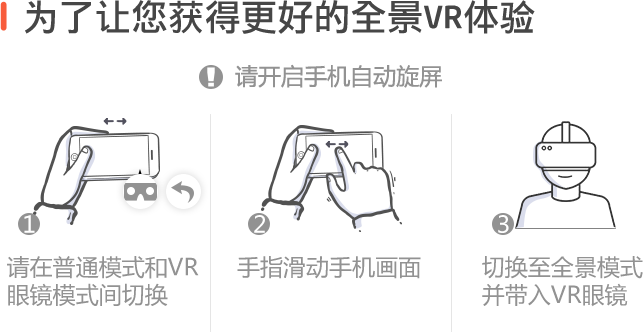 为了让您获得更好的全景VR体验
! 请开启手机自动旋屏
1
请在普通模式和VR
眼镜模式间切换
2
手指滑动手机画面
3
切换至全景模式
并带入VR眼镜